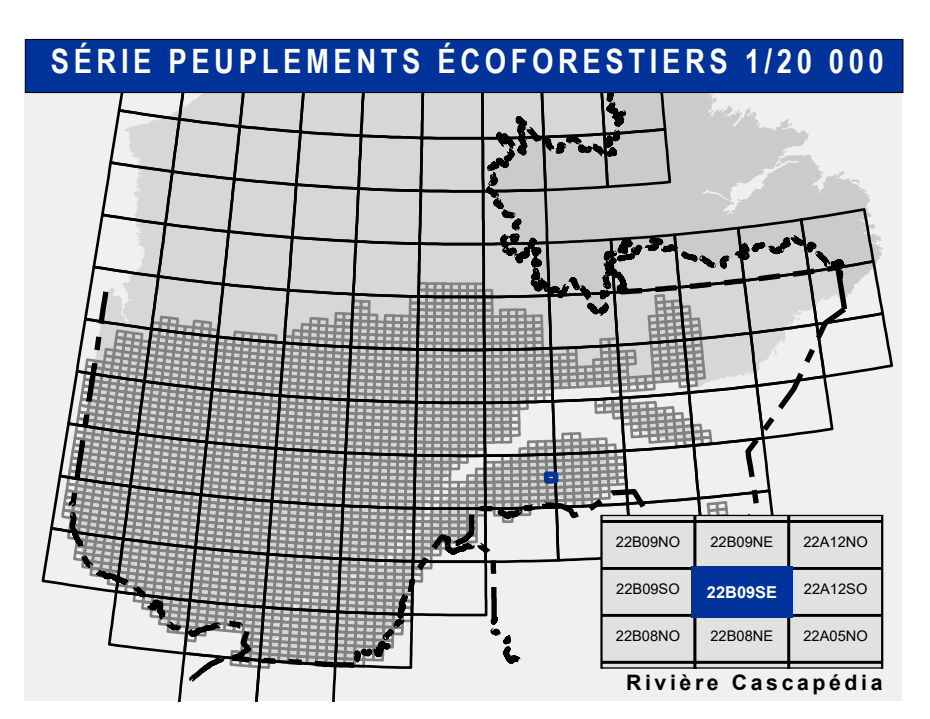 SÉRIE PEUPLEMENTS ÉCOFORESTIERS 1/20 000
22B09NO 22B09NE 22A12NO
22B09SO 22B09SE 22A12SO
22B08NO 22B08NE 22A05NO
Rivière Cascapédia